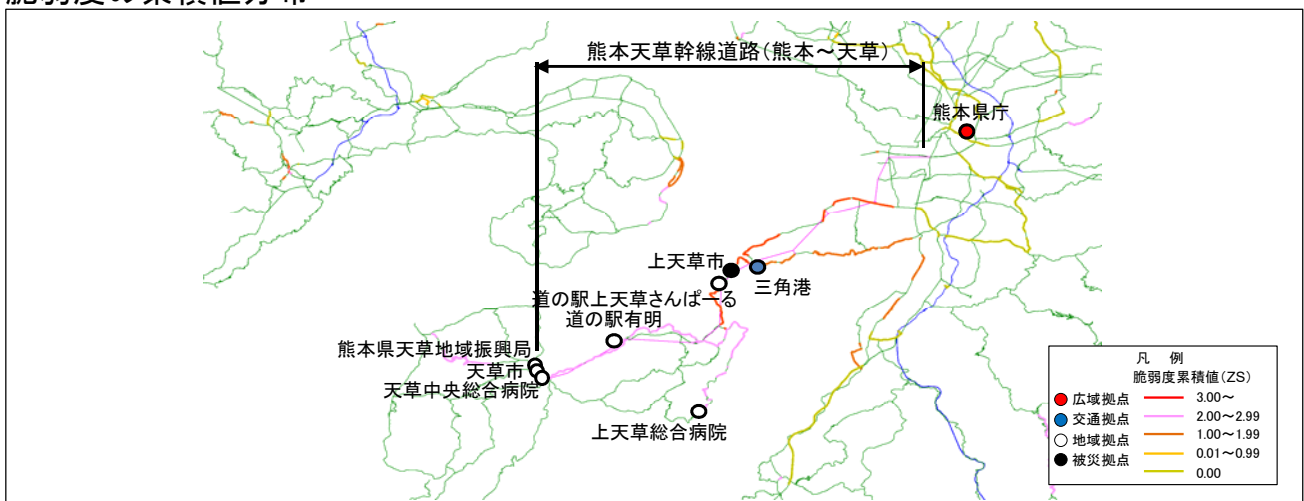 脆弱度の累積値分布
熊本天草幹線道路(熊本～天草)
熊本県庁
上天草市
三角港
道の駅上天草さんぱーる
道の駅有明
熊本県天草地域振興局
天草市
天草中央総合病院
上天草総合病院
凡 例
脆弱度累積値(ZS)
広域拠点 3.00～
交通拠点 2.00～2.99
地域拠点 1.00～1.99
被災拠点 0.01～0.99
0.00